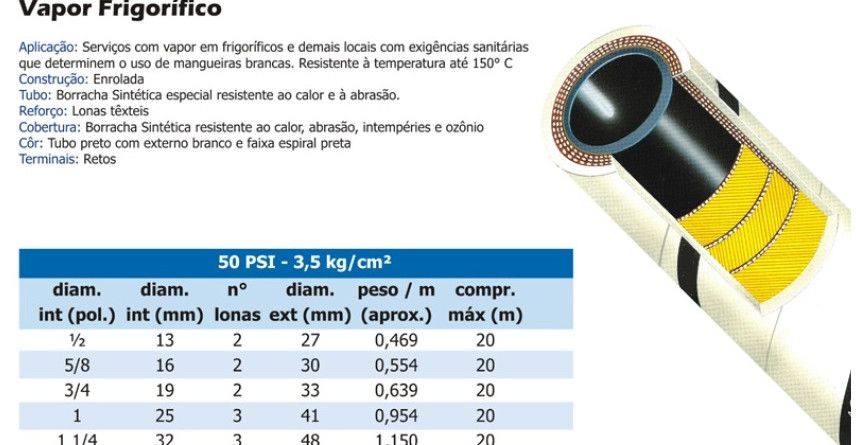 Vapor Frigorífico
Aplicação: Serviços com vapor em frigoríficos e demais locais com exigências sanitárias
que determinem o uso de mangueiras brancas. Resistente à temperatura até 150° C
Construção: Enrolada
Tubo: Borracha Sintética especial resistente ao calor e à abrasão.
Reforço: Lonas têxteis
Cobertura: Borracha Sintética resistente ao calor, abrasão, intempéries e ozônio
Côr: Tubo preto com externo branco e faixa espiral preta
Terminais: Retos
50 PSI - 3,5 kg/cm²
diam. diam. n° diam. peso / m compr.
int (pol.) int (mm) lonas ext (mm) (aprox.) máx (m)
½ 13 2 27 0,469 20
5/8 16 2 30 0,554 20
3/4 19 2 33 0,639 20
1 25 3 41 0,954 20
1 1/4 32 3 48 1,150 20